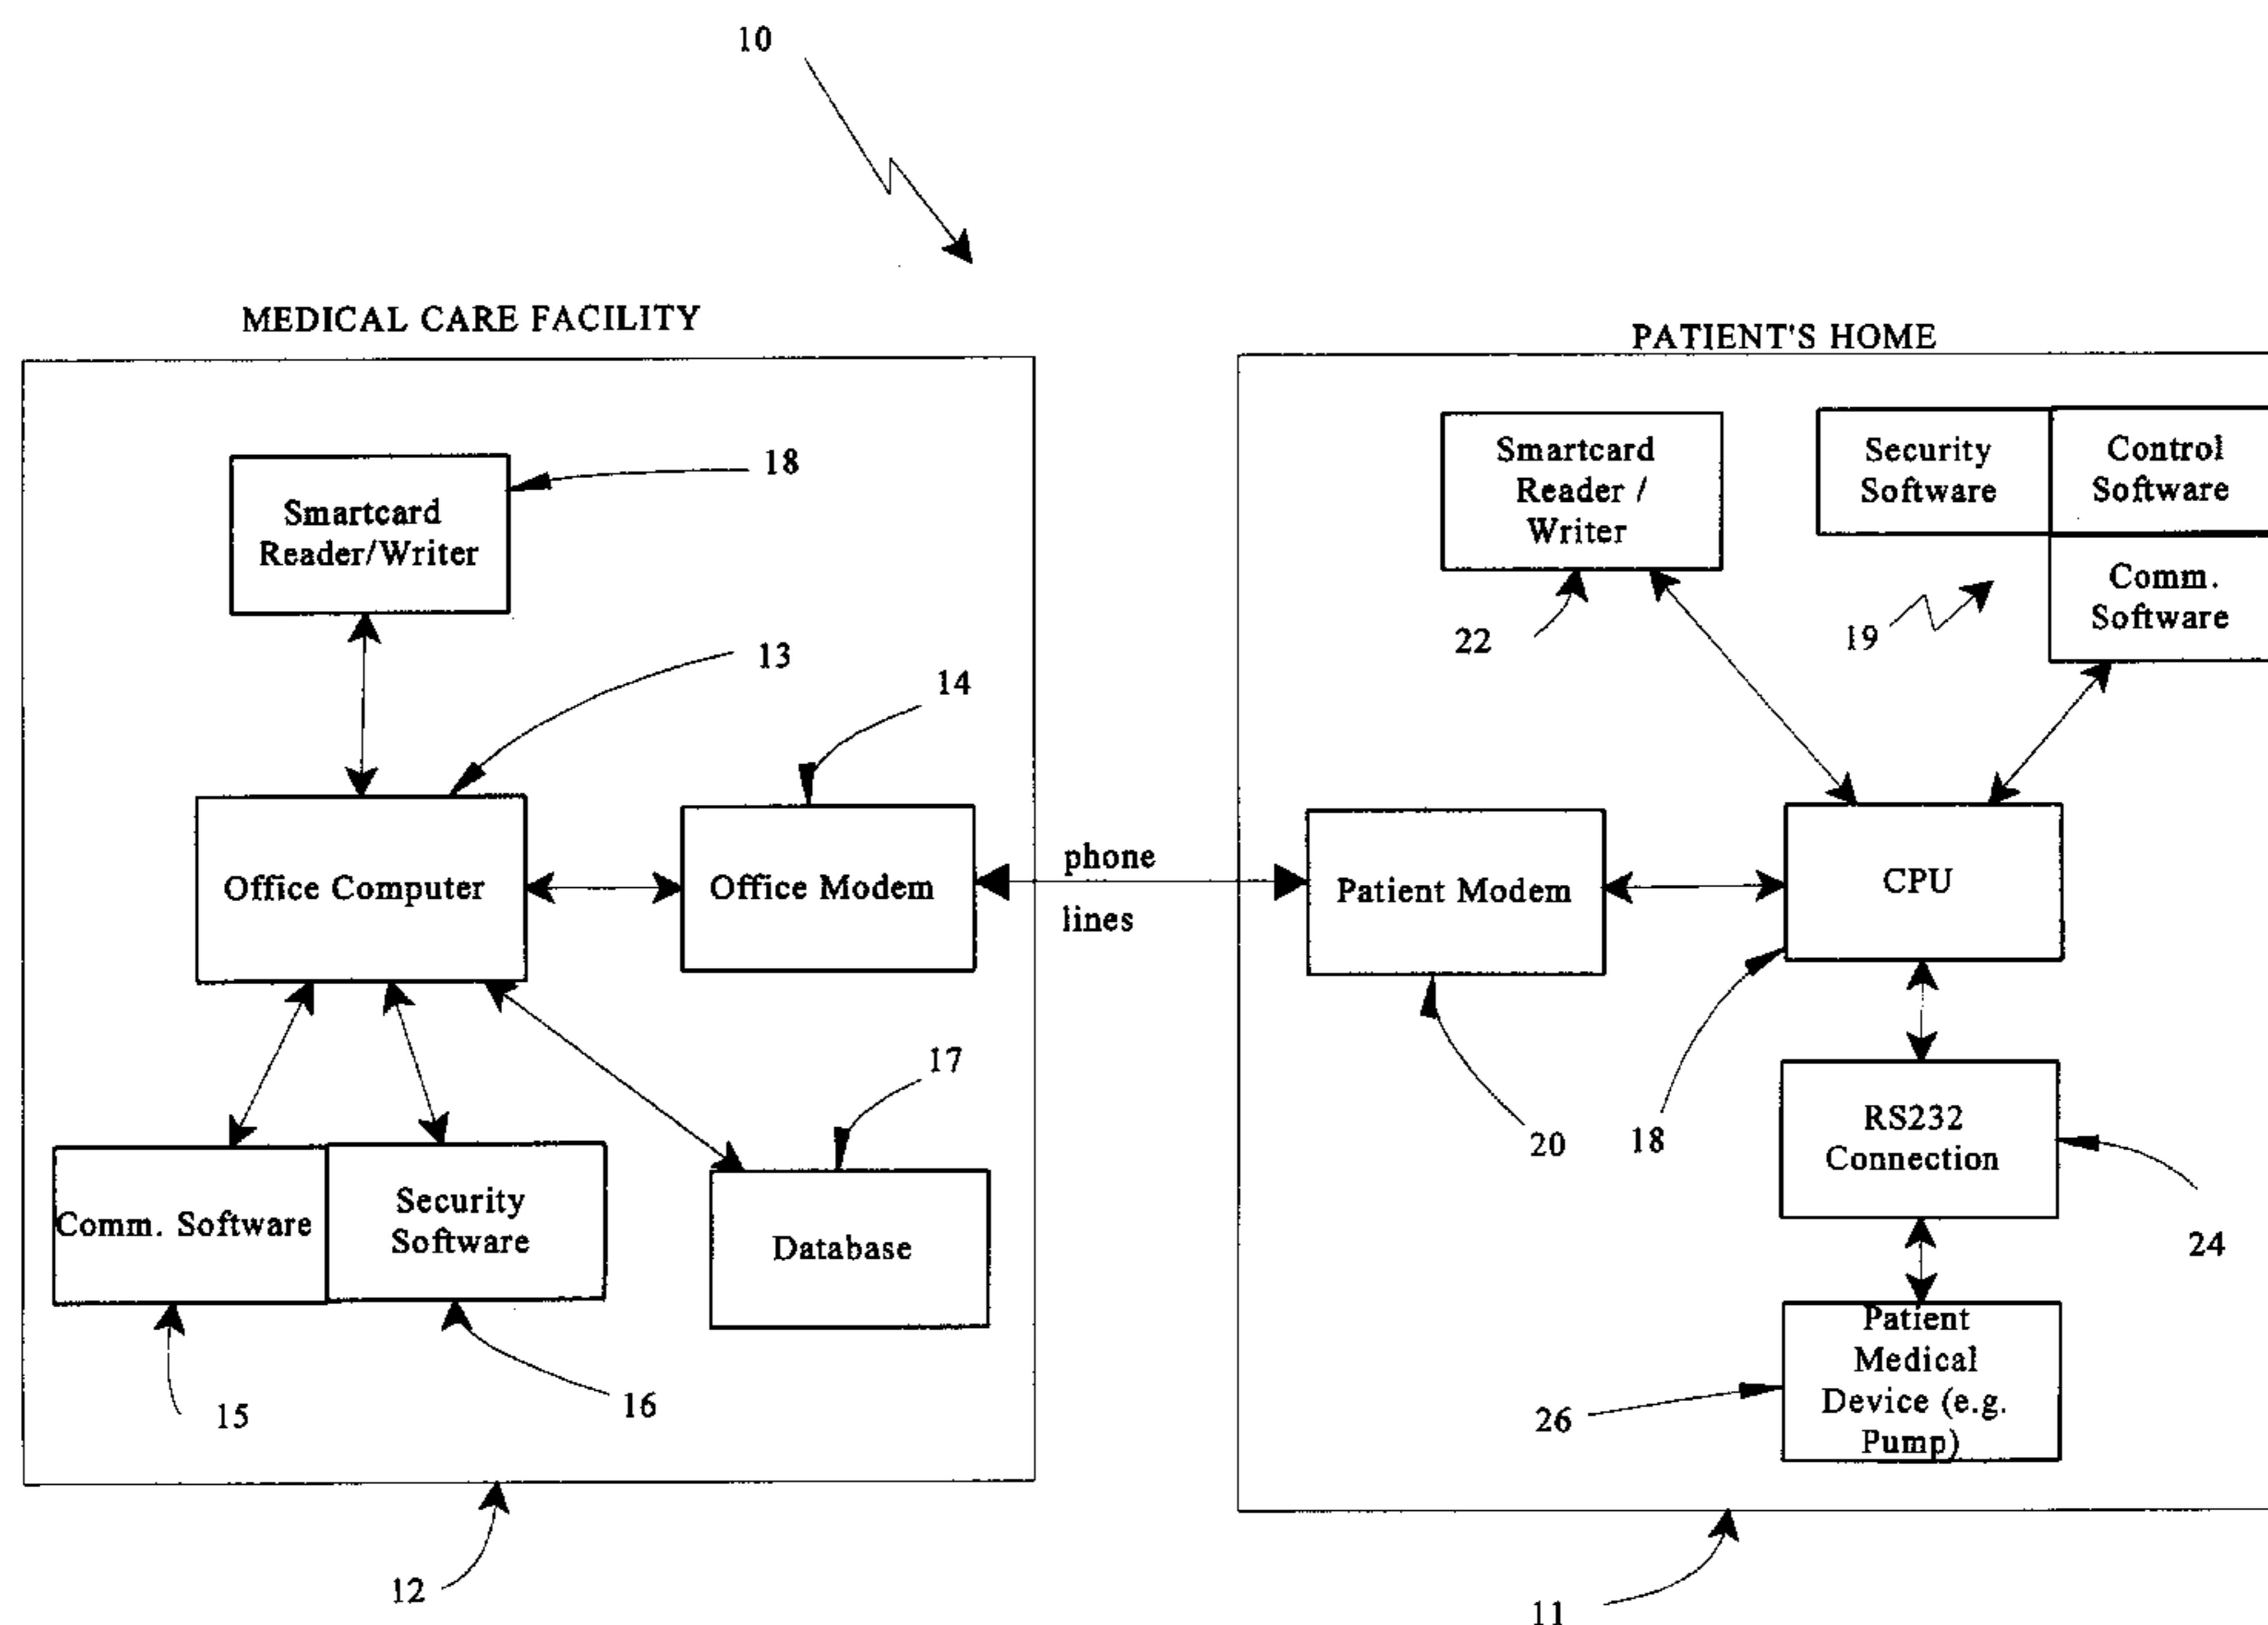 10
MEDICAL CARE FACILITY
18
Smartcard
Reader/Writer
13
14
Office Computer
Office Modem
17
Comm. Software
Security
Software
Database
15
16
12
phone
lines
PATIENT'S HOME
Smartcard
Reader /
Writer
Security
Software
Control
Software
Comm.
Software
22
19
Patient Modem
CPU
20
18
RS232
Connection
24
Patient
Medical
Device (e.g.
Pump)
26
11